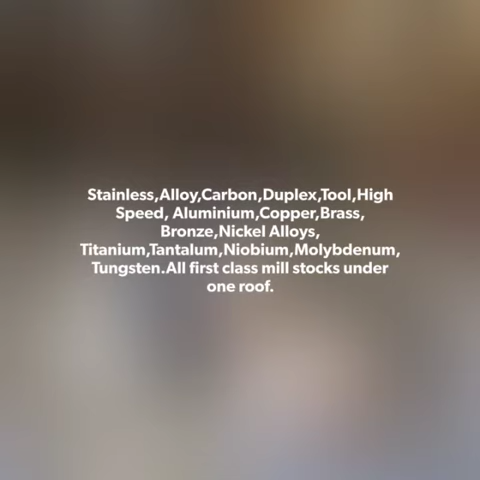 Stainless,Alloy,Carbon,Duplex,Tool,High
Speed, Aluminium,Copper,Brass,
Bronze,Nickel Alloys,
Titanium,Tantalum,Niobium,Molybdenum,
Tungsten.All first class mill stocks under
one roof.